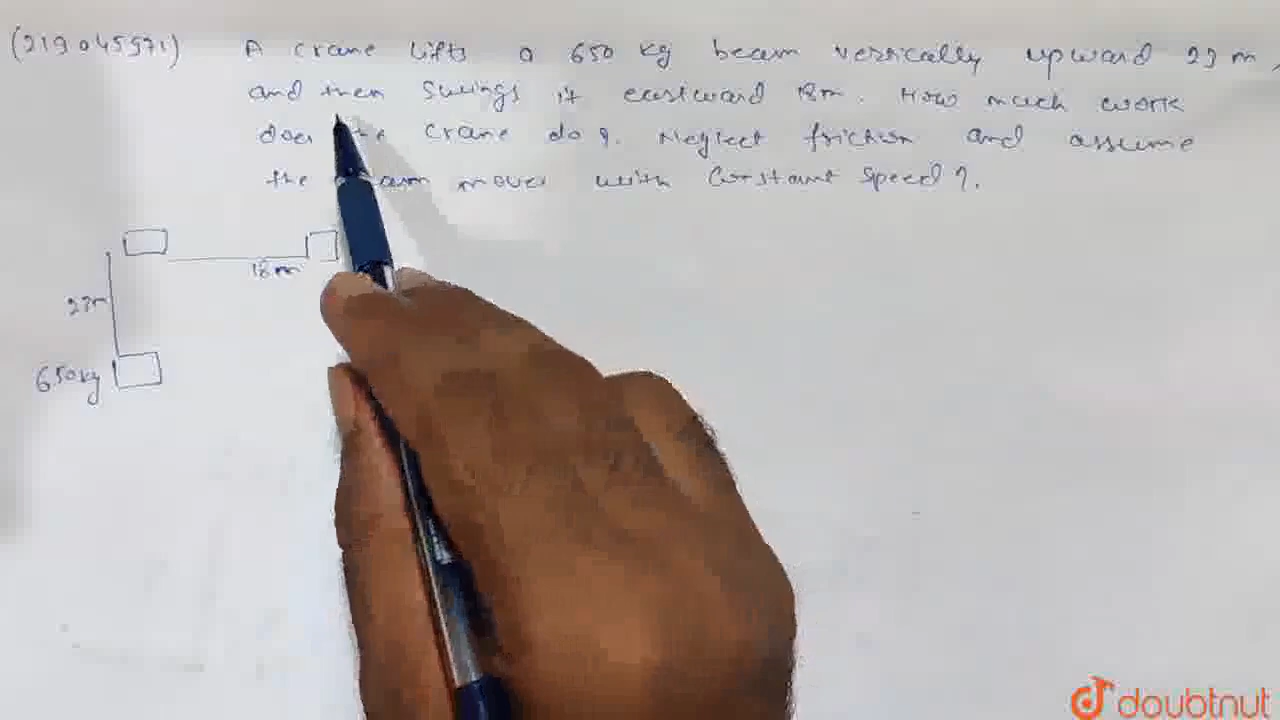 (219045971) A crane lifts a 650 kg beam vertically upward 23 m,
and then swings it eastward 18m. How much work
does the crane do ?. Neglect friction and assume
the moves with constant speed ?.
18m
23m
650kg
doubtnut